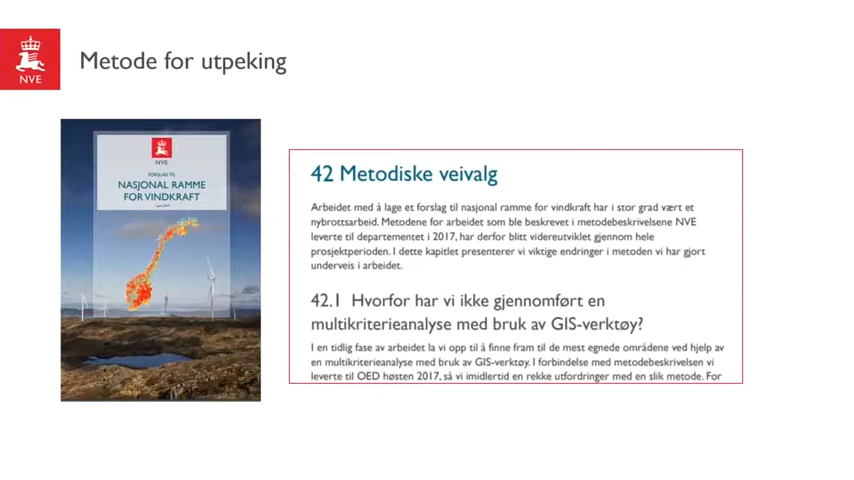 NVE
Metode for utpeking
NVE
FORSLAG TIL
NASJONAL RAMME
FOR VINDKRAFT
42 Metodiske veivalg
Arbeidet med å lage et forslag til nasjonal ramme for vindkraft har i stor grad vært et
nybrottsarbeid. Metodene for arbeidet som ble beskrevet i metodebeskrivelsene NVE
leverte til departementet i 2017, har derfor blitt videreutviklet gjennom hele
prosjektperioden. I dette kapitlet presenterer vi viktige endringer i metoden vi har gjort
underveis i arbeidet.
42.1 Hvorfor har vi ikke gjennomført en
multikriterieanalyse med bruk av GIS-verktøy?
I en tidlig fase av arbeidet la vi opp til å finne fram til de mest egnede områdene ved hjelp av
en multikriterieanalyse med bruk av GIS-verktøy. I forbindelse med metodebeskrivelsen vi
leverte til OED høsten 2017, så vi imidlertid en rekke utfordringer med en slik metode. For